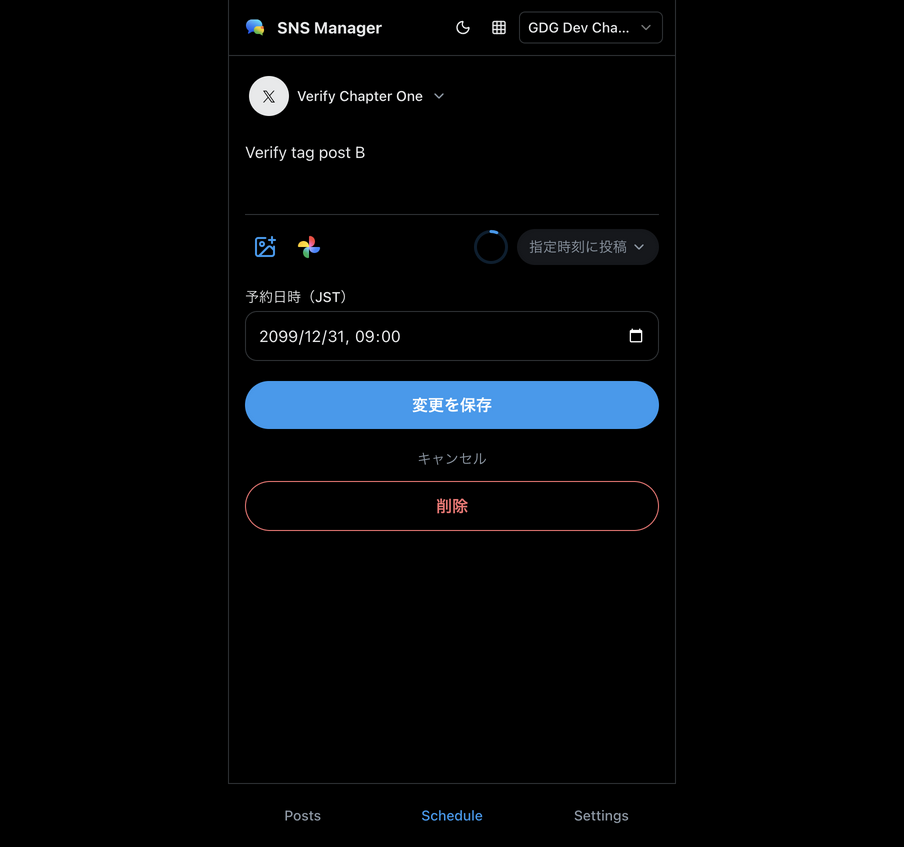 SNS Manager
GDG Dev Cha...
Verify Chapter One
Verify tag post B
指定時刻に投稿
予約日時（JST）
2099/12/31, 09:00
変更を保存
キャンセル
削除
Posts
Schedule
Settings